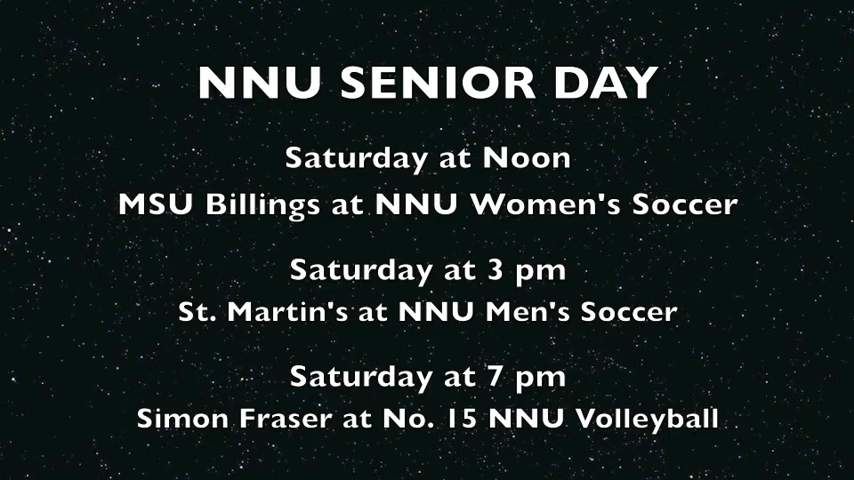 NNU SENIOR DAY
Saturday at Noon
MSU Billings at NNU Women's Soccer
Saturday at 3 pm
St. Martin's at NNU Men's Soccer
Saturday at 7 pm
Simon Fraser at No. 15 NNU Volleyball